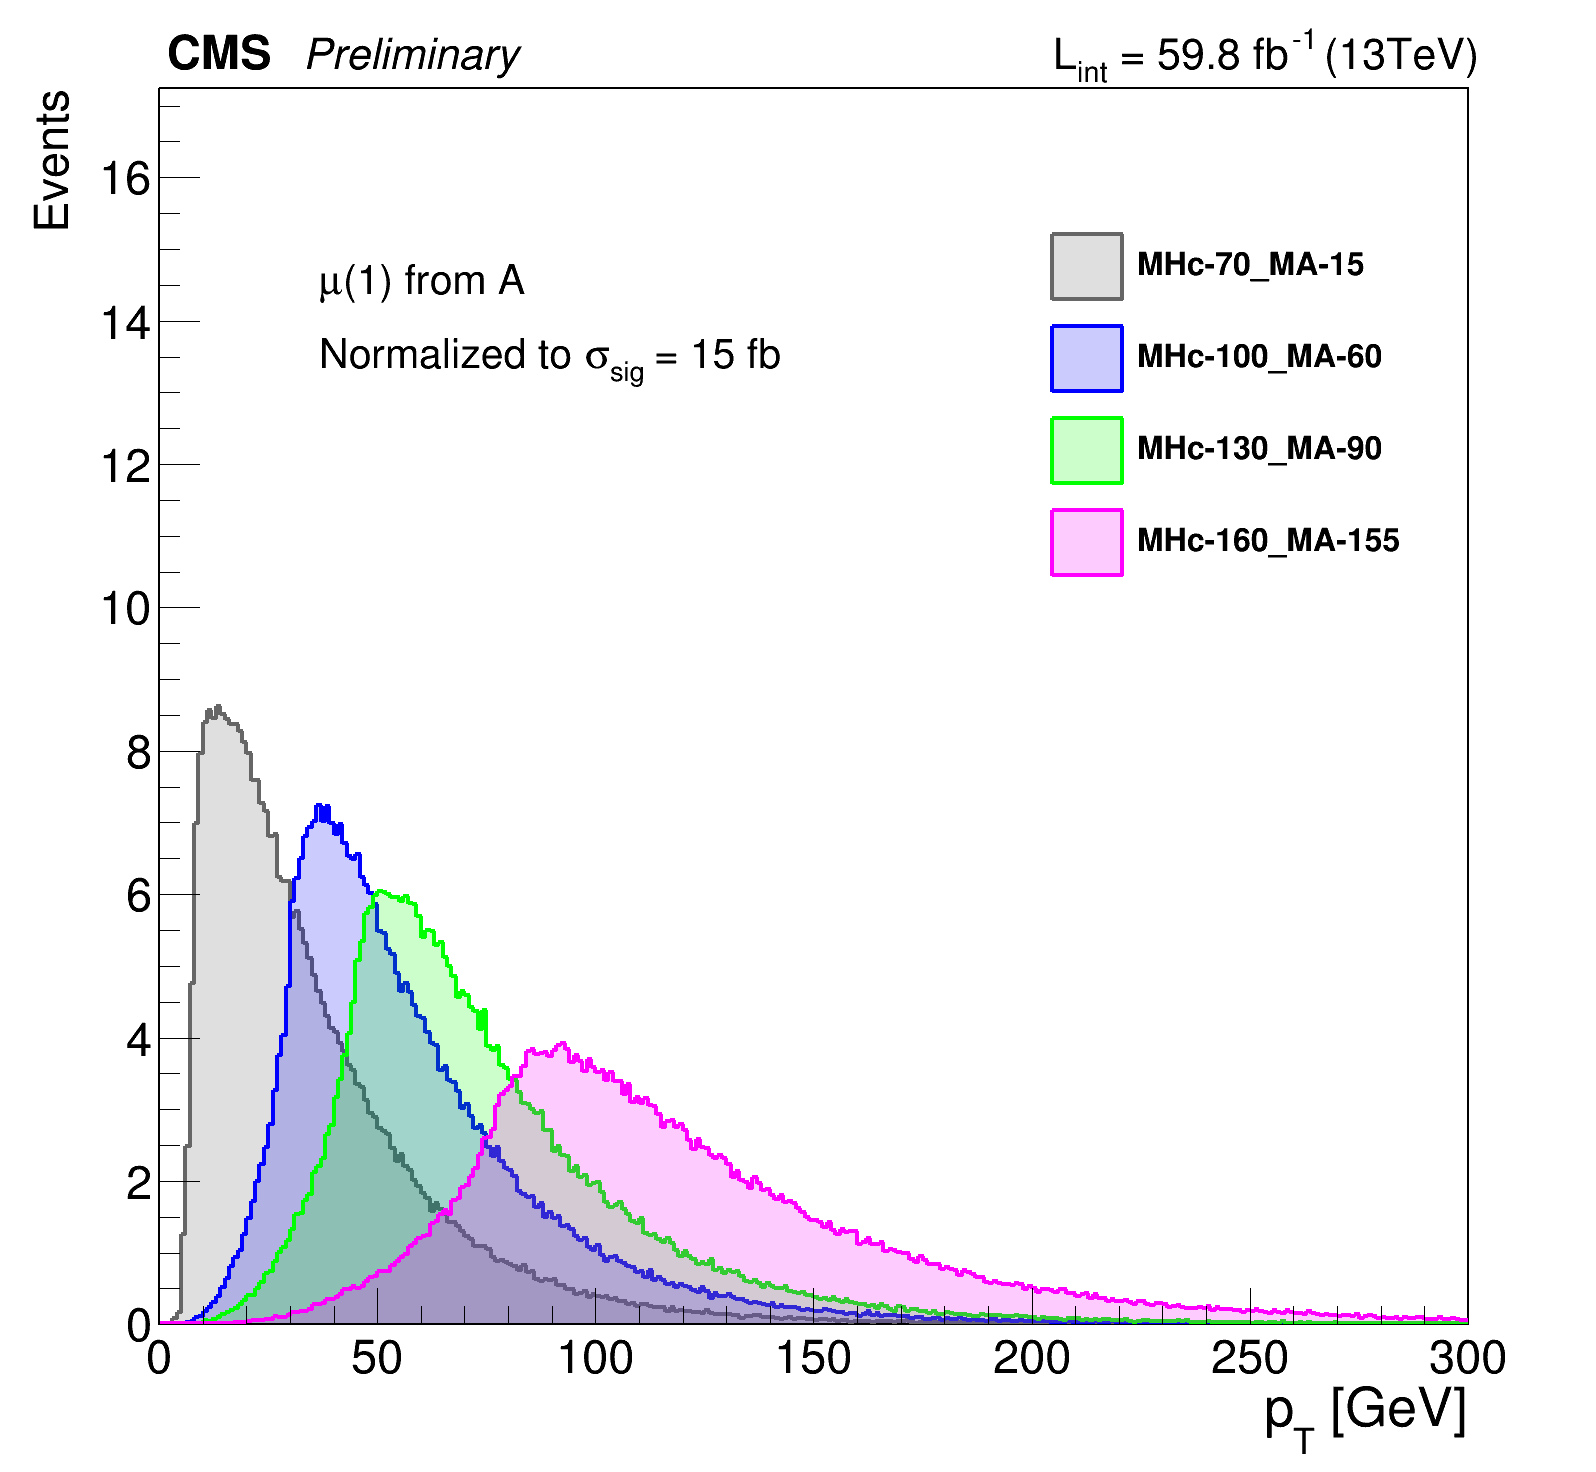 CMS Preliminary
L_int = 59.8 fb^-1 (13TeV)
Events
16
14
12
10
8
6
4
2
0
μ(1) from A
Normalized to σ_sig = 15 fb
MHc-70_MA-15
MHc-100_MA-60
MHc-130_MA-90
MHc-160_MA-155
0 50 100 150 200 250 300
p_T [GeV]